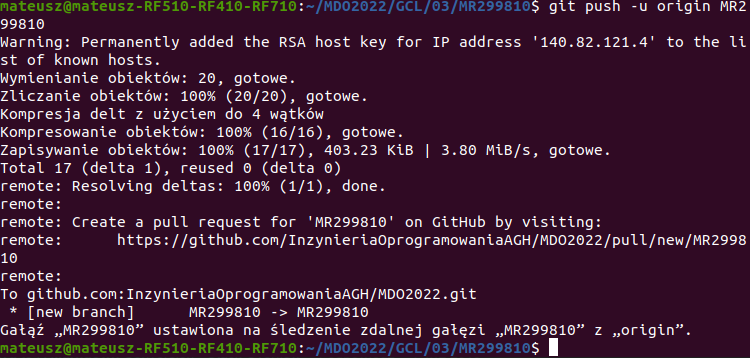 mateusz@mateusz-RF510-RF410-RF710:~/MDO2022/GCL/03/MR299810$ git push -u origin MR2
99810
Warning: Permanently added the RSA host key for IP address '140.82.121.4' to the li
st of known hosts.
Wymienianie obiektów: 20, gotowe.
Zliczanie obiektów: 100% (20/20), gotowe.
Kompresja delt z użyciem do 4 wątków
Kompresowanie obiektów: 100% (16/16), gotowe.
Zapisywanie obiektów: 100% (17/17), 403.23 KiB | 3.80 MiB/s, gotowe.
Total 17 (delta 1), reused 0 (delta 0)
remote: Resolving deltas: 100% (1/1), done.
remote:
remote: Create a pull request for 'MR299810' on GitHub by visiting:
remote:      https://github.com/InzynieriaOprogramowaniaAGH/MDO2022/pull/new/MR2998
10
remote:
To github.com:InzynieriaOprogramowaniaAGH/MDO2022.git
 * [new branch]      MR299810 -> MR299810
Gałąź „MR299810” ustawiona na śledzenie zdalnej gałęzi „MR299810” z „origin”.
mateusz@mateusz-RF510-RF410-RF710:~/MDO2022/GCL/03/MR299810$